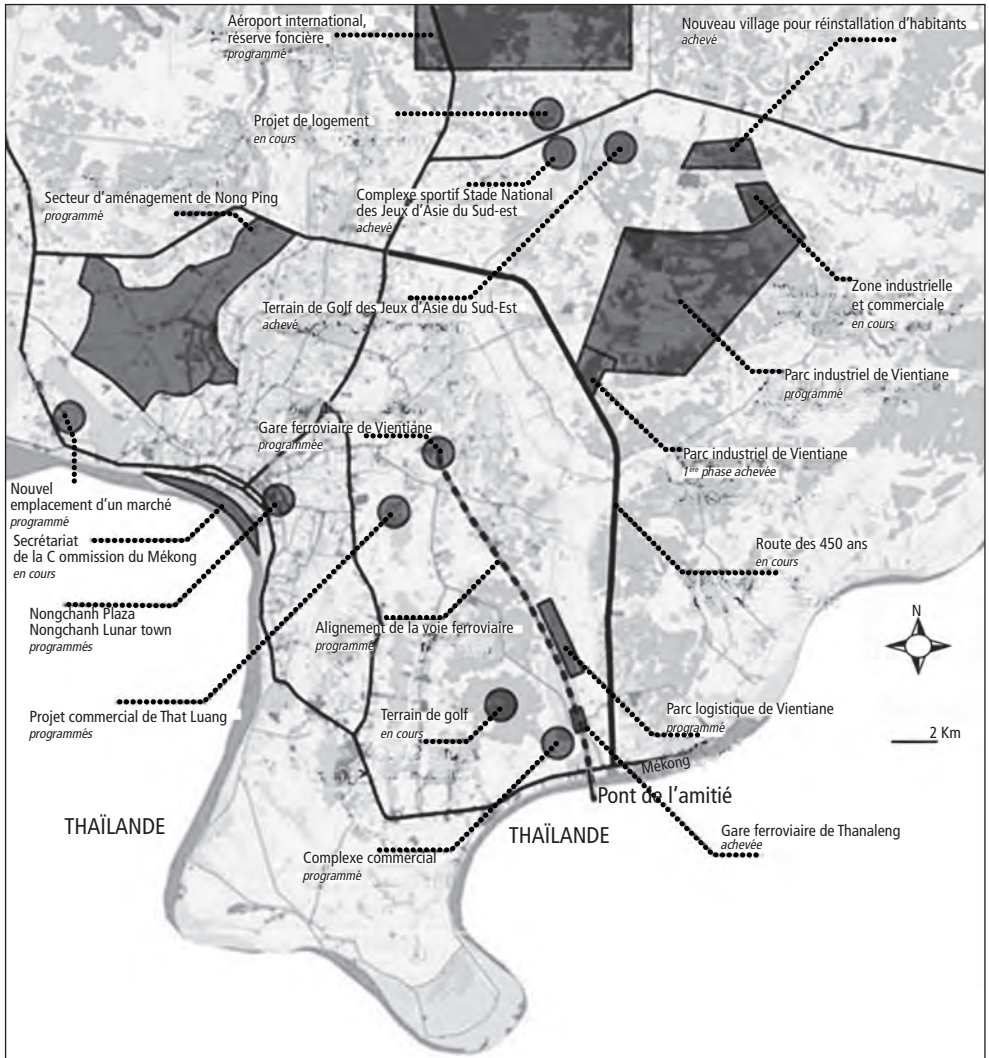 Aéroport international,
réserve foncière
programmé
Nouveau village pour réinstallation d'habitants
achevé
Projet de logement
en cours
Complexe sportif Stade National
des Jeux d'Asie du Sud-est
achevé
Secteur d'aménagement de Nong Ping
programmé
Terrain de Golf des Jeux d'Asie du Sud-Est
achevé
Zone industrielle
et commerciale
en cours
Parc industriel de Vientiane
programmé
Gare ferroviaire de Vientiane
programmée
Parc industriel de Vientiane
1ere phase achevée
Nouvel
emplacement d'un marché
programmé
Secrétariat
de la C ommission du Mékong
en cours
Route des 450 ans
en cours
Nongchanh Plaza
Nongchanh Lunar town
programmés
Alignement de la voie ferroviaire
programmé
N
Projet commercial de That Luang
programmés
Terrain de golf
en cours
Parc logistique de Vientiane
programmé
2 Km
Mékong
Pont de l'amitié
THAÏLANDE
THAÏLANDE
Gare ferroviaire de Thanaleng
achevée
Complexe commercial
programmé